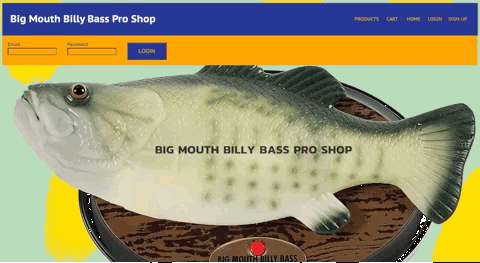 Big Mouth Billy Bass Pro Shop
PRODUCTS CART HOME LOGIN SIGN UP
Email Password
LOGIN
BIG MOUTH BILLY BASS PRO SHOP
BIG MOUTH BILLY BASS